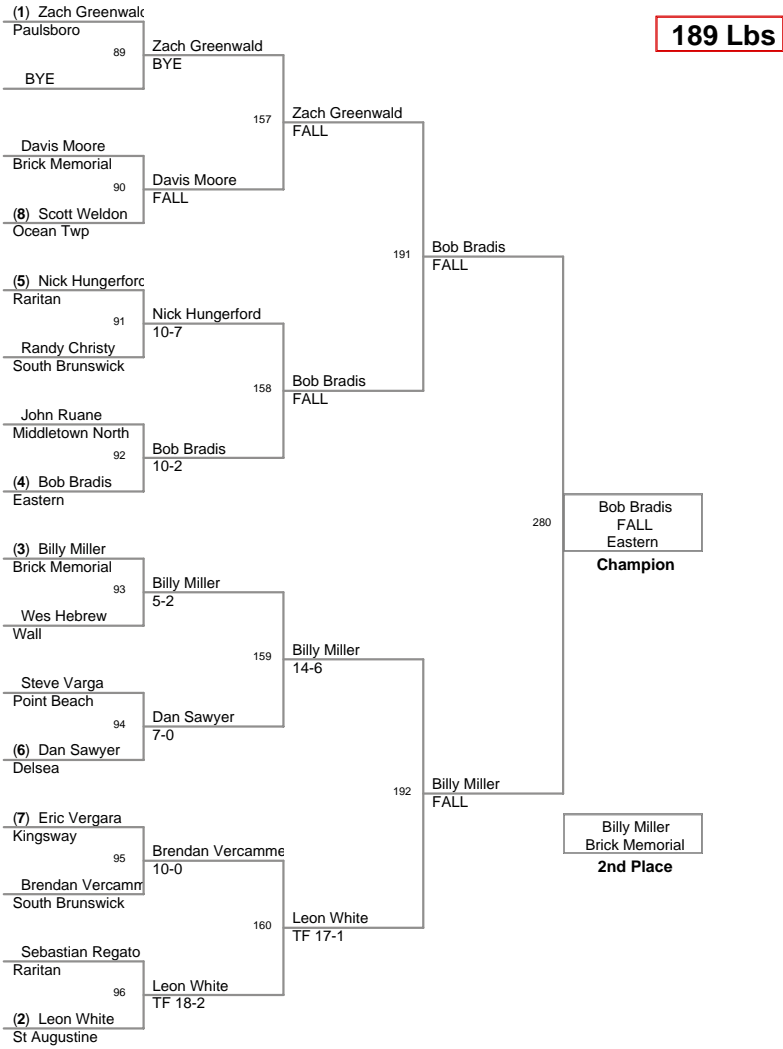 189 Lbs
(1) Zach Greenwald
Paulsboro
89
BYE
Davis Moore
Brick Memorial
90
(8) Scott Weldon
Ocean Twp
(5) Nick Hungerford
Raritan
91
Randy Christy
South Brunswick
John Ruane
Middletown North
92
(4) Bob Bradis
Eastern
(3) Billy Miller
Brick Memorial
93
Wes Hebrew
Wall
Steve Varga
Point Beach
94
(6) Dan Sawyer
Delsea
(7) Eric Vergara
Kingsway
95
Brendan Vercamm
South Brunswick
Sebastian Regato
Raritan
96
(2) Leon White
St Augustine
Zach Greenwald
BYE
157
Davis Moore
FALL
Nick Hungerford
10-7
158
Bob Bradis
10-2
Billy Miller
5-2
159
Dan Sawyer
7-0
Brendan Vercamme
10-0
160
Leon White
TF 18-2
Zach Greenwald
FALL
191
Bob Bradis
FALL
Billy Miller
14-6
192
Leon White
TF 17-1
Bob Bradis
FALL
280
Billy Miller
FALL
Bob Bradis
FALL
Eastern
Champion
Billy Miller
Brick Memorial
2nd Place